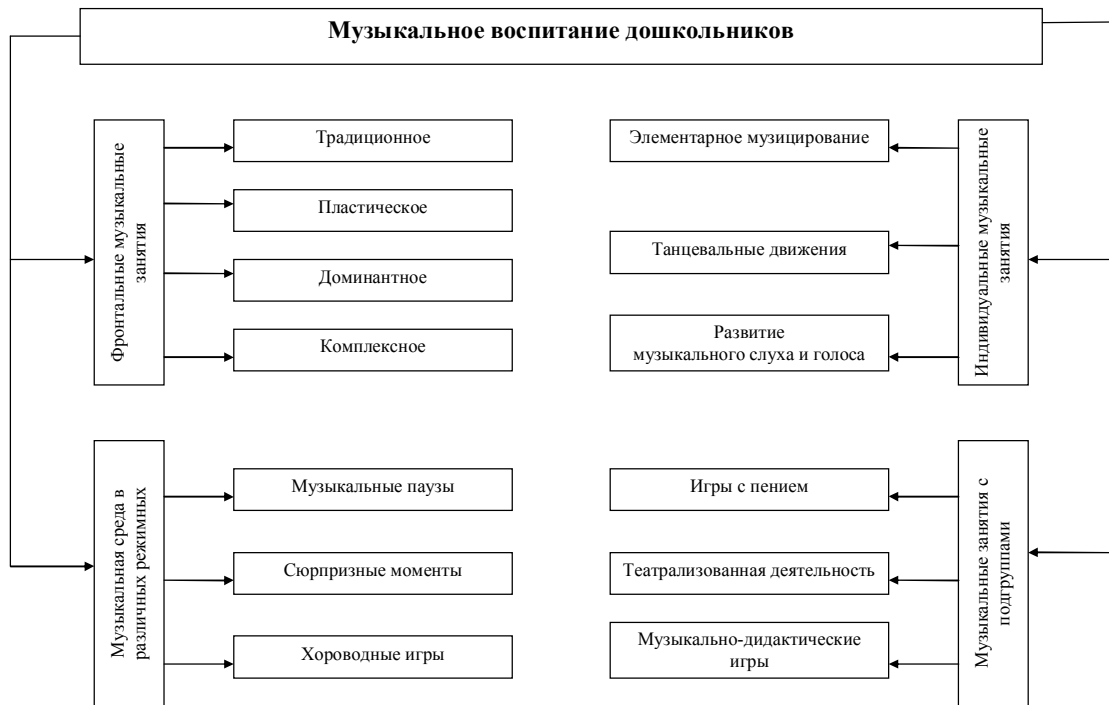 Музыкальное воспитание дошкольников
Фронтальные музыкальные
занятия
Традиционное
Пластическое
Доминантное
Комплексное
Элементарное музицирование
Танцевальные движения
Развитие
музыкального слуха и голоса
Индивидуальные музыкальные
занятия
Музыкальная среда в
различных режимных
Музыкальные паузы
Сюрпризные моменты
Хороводные игры
Игры с пением
Театрализованная деятельность
Музыкально-дидактические
игры
Музыкальные занятия с
подгруппами